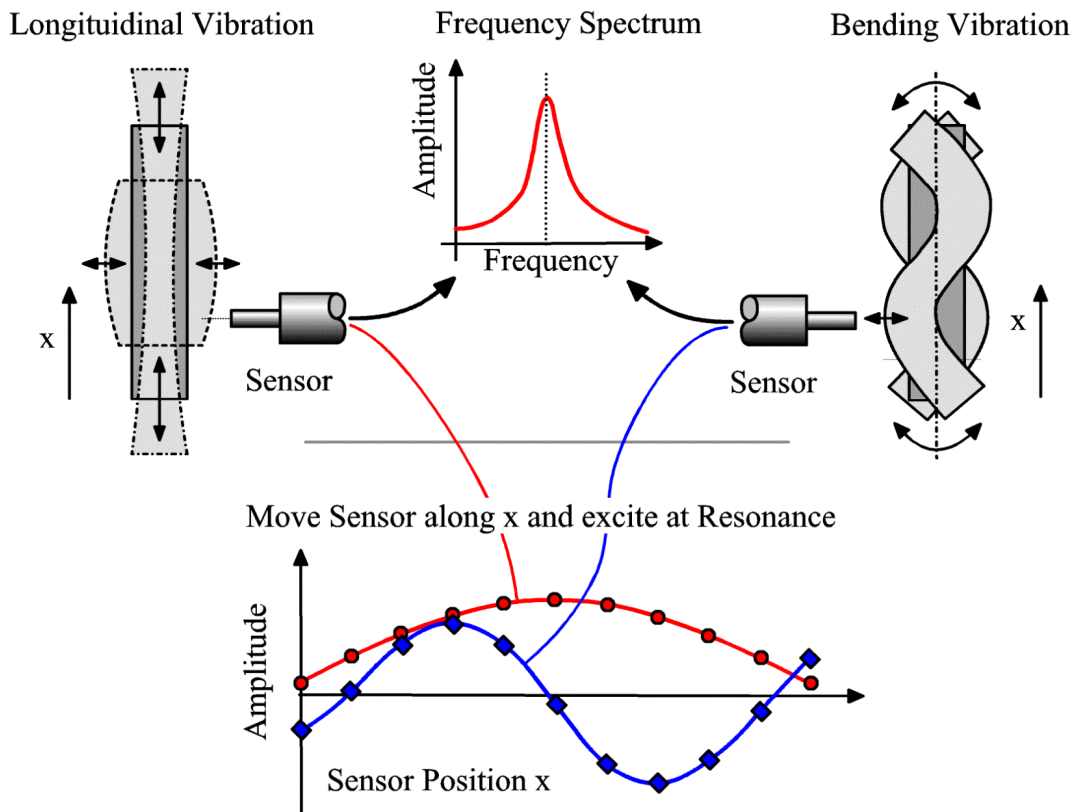 Longituidinal Vibration
Frequency Spectrum
Bending Vibration
Amplitude
Frequency
x
Sensor
Sensor
x
Move Sensor along x and excite at Resonance
Amplitude
Sensor Position x